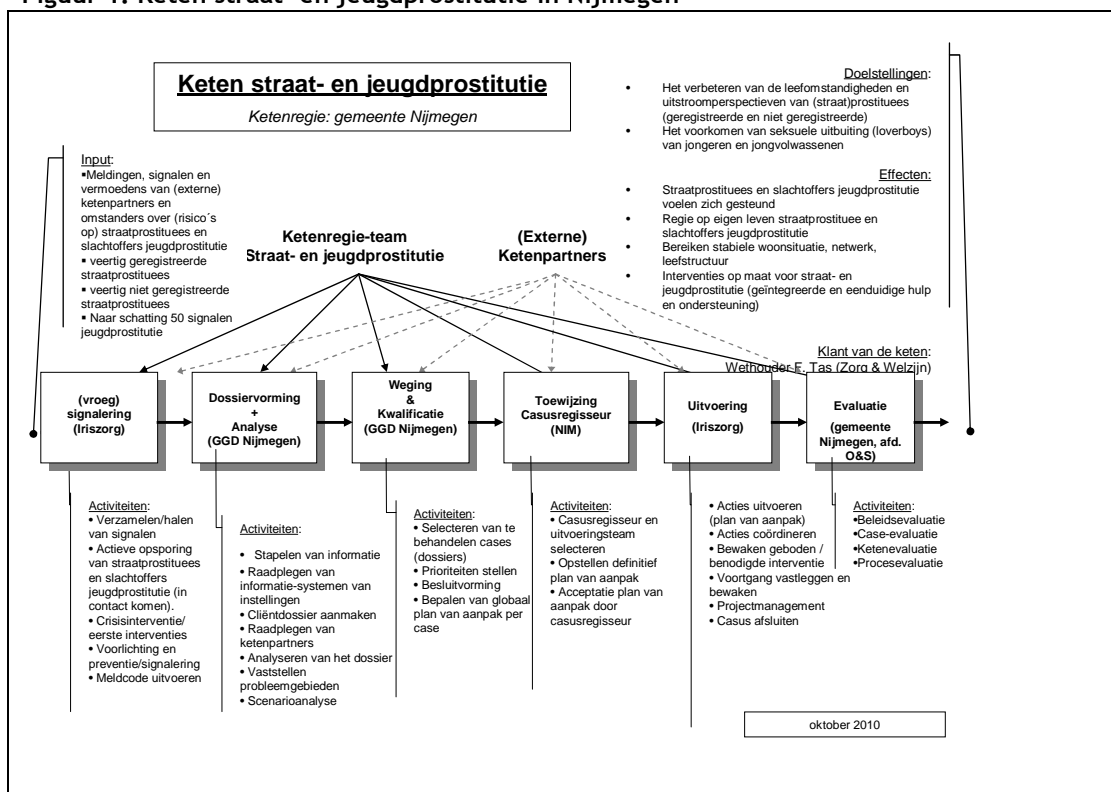 Figuur 1: Keten straat- en jeugdprostitutie in Nijmegen
Keten straat- en jeugdprostitutie
Ketenregie: gemeente Nijmegen
Doelstellingen:
• Het verbeteren van de leefomstandigheden en
uitstroomperspectieven van (straat)prostituees
(geregistreerde en niet geregistreerde)
• Het voorkomen van seksuele uitbuiting (loverboys)
van jongeren en jongvolwassenen
Effecten:
• Straatprostituees en slachtoffers jeugdprostitutie
voelen zich gesteund
• Regie op eigen leven straatprostituee en
slachtoffers jeugdprostitutie
• Bereiken stabiele woonsituatie, netwerk,
leefstructuur
• Interventies op maat voor straat- en
jeugdprostitutie (geïntegreerde en eenduidige hulp
en ondersteuning)
Klant van de keten:
Wethouder F. Tas (Zorg & Welzijn)
Input:
▪Meldingen, signalen en
vermoedens van (externe)
ketenpartners en
omstanders over (risico´s
op) straatprostituees en
slachtoffers jeugdprostitutie
▪ veertig geregistreerde
straatprostituees
▪ veertig niet geregistreerde
straatprostituees
▪ Naar schatting 50 signalen
jeugdprostitutie
Ketenregie-team
Straat- en jeugdprostitutie
(Externe)
Ketenpartners
(vroeg)
signalering
(Iriszorg)
Dossiervorming
+
Analyse
(GGD Nijmegen)
Weging
&
Kwalificatie
(GGD Nijmegen)
Toewijzing
Casusregisseur
(NIM)
Uitvoering
(Iriszorg)
Evaluatie
(gemeente
Nijmegen, afd.
O&S)
Activiteiten:
• Verzamelen/halen
van signalen
• Actieve opsporing
van straatprostituees
en slachtoffers
jeugdprostitutie (in
contact komen).
• Crisisinterventie/
eerste interventies
• Voorlichting en
preventie/signalering
• Meldcode uitvoeren
Activiteiten:
• Stapelen van informatie
• Raadplegen van
informatie-systemen van
instellingen
• Cliëntdossier aanmaken
• Raadplegen van
ketenpartners
• Analyseren van het dossier
• Vaststellen
probleemgebieden
• Scenarioanalyse
Activiteiten:
• Selecteren van te
behandelen cases
(dossiers)
• Prioriteiten stellen
• Besluitvorming
• Bepalen van globaal
plan van aanpak per
case
Activiteiten:
• Casusregisseur en
uitvoeringsteam
selecteren
• Opstellen definitief
plan van aanpak
• Acceptatie plan van
aanpak door
casusregisseur
• Acties uitvoeren
(plan van aanpak)
• Acties coördineren
• Bewaken geboden /
benodigde interventie
• Voortgang vastleggen en
bewaken
• Projectmanagement
• Casus afsluiten
Activiteiten:
•Beleidsevaluatie
•Case-evaluatie
•Ketenevaluatie
•Procesevaluatie
oktober 2010